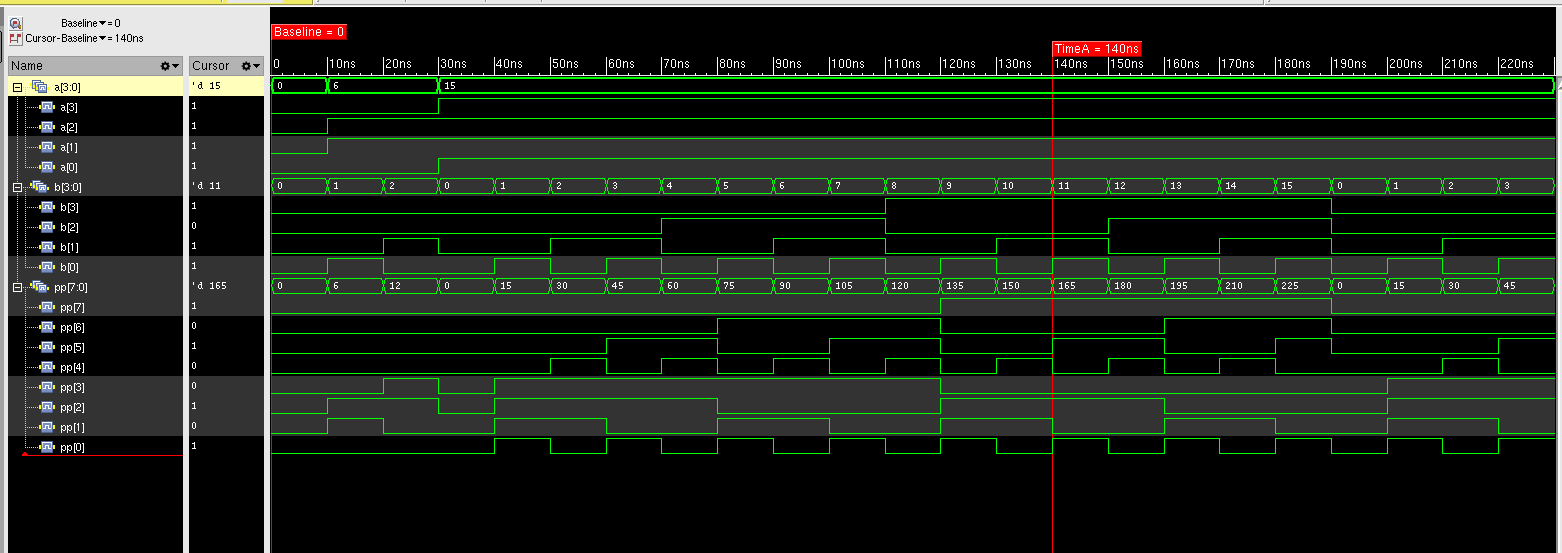 Baseline▼= 0
Cursor-Baseline▼= 140ns
Baseline = 0
TimeA = 140ns
Name Cursor 0 10ns 20ns 30ns 40ns 50ns 60ns 70ns 80ns 90ns 100ns 110ns 120ns 130ns 140ns 150ns 160ns 170ns 180ns 190ns 200ns 210ns 220ns
a[3:0] 'd 15 0 6 15
a[3] 1
a[2] 1
a[1] 1
a[0] 1
b[3:0] 'd 11 0 1 2 0 1 2 3 4 5 6 7 8 9 10 11 12 13 14 15 0 1 2 3
b[3] 1
b[2] 0
b[1] 1
b[0] 1
pp[7:0] 'd 165 0 6 12 0 15 30 45 60 75 90 105 120 135 150 165 180 195 210 225 0 15 30 45
pp[7] 1
pp[6] 0
pp[5] 1
pp[4] 0
pp[3] 0
pp[2] 1
pp[1] 0
pp[0] 1